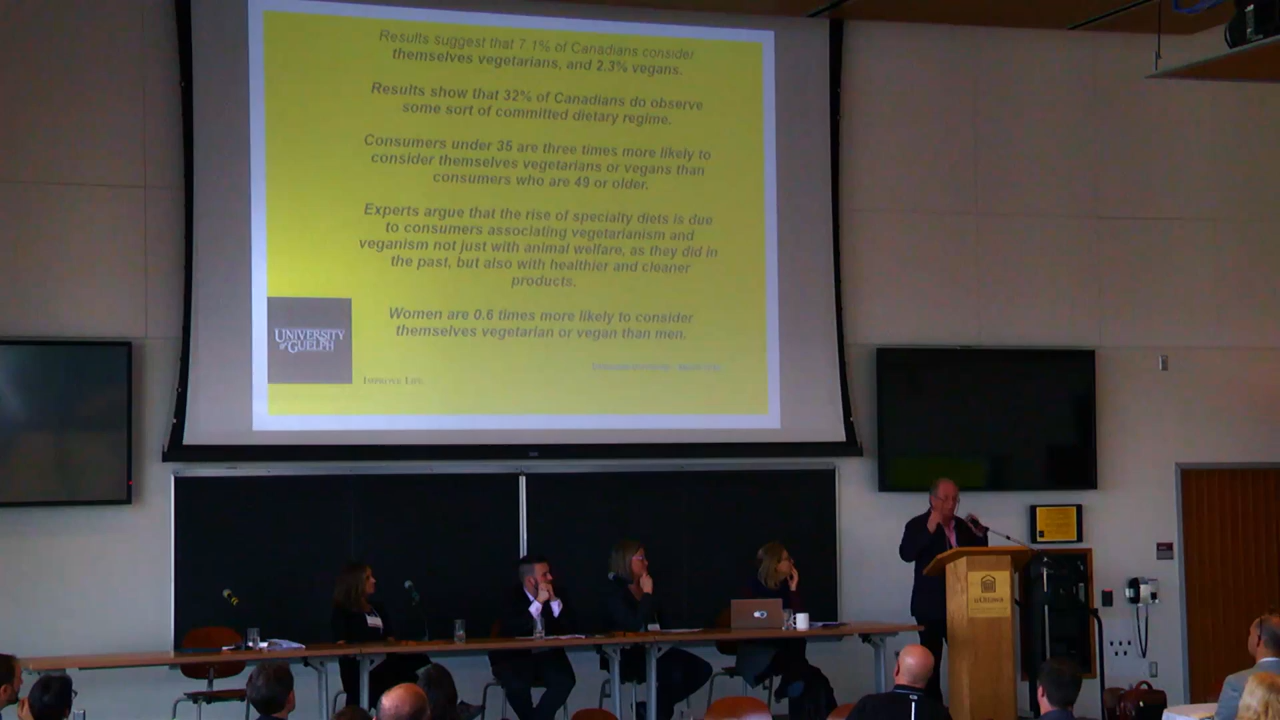 Results suggest that 7.1% of Canadians consider
themselves vegetarians, and 2.3% vegans.
Results show that 32% of Canadians do observe
some sort of committed dietary regime.
Consumers under 35 are three times more likely to
consider themselves vegetarians or vegans than
consumers who are 49 or older.
Experts argue that the rise of specialty diets is due
to consumers associating vegetarianism and
veganism not just with animal welfare, as they did in
the past, but also with healthier and cleaner
products.
Women are 0.6 times more likely to consider
themselves vegetarian or vegan than men.
UNIVERSITY
OF GUELPH
IMPROVE LIFE